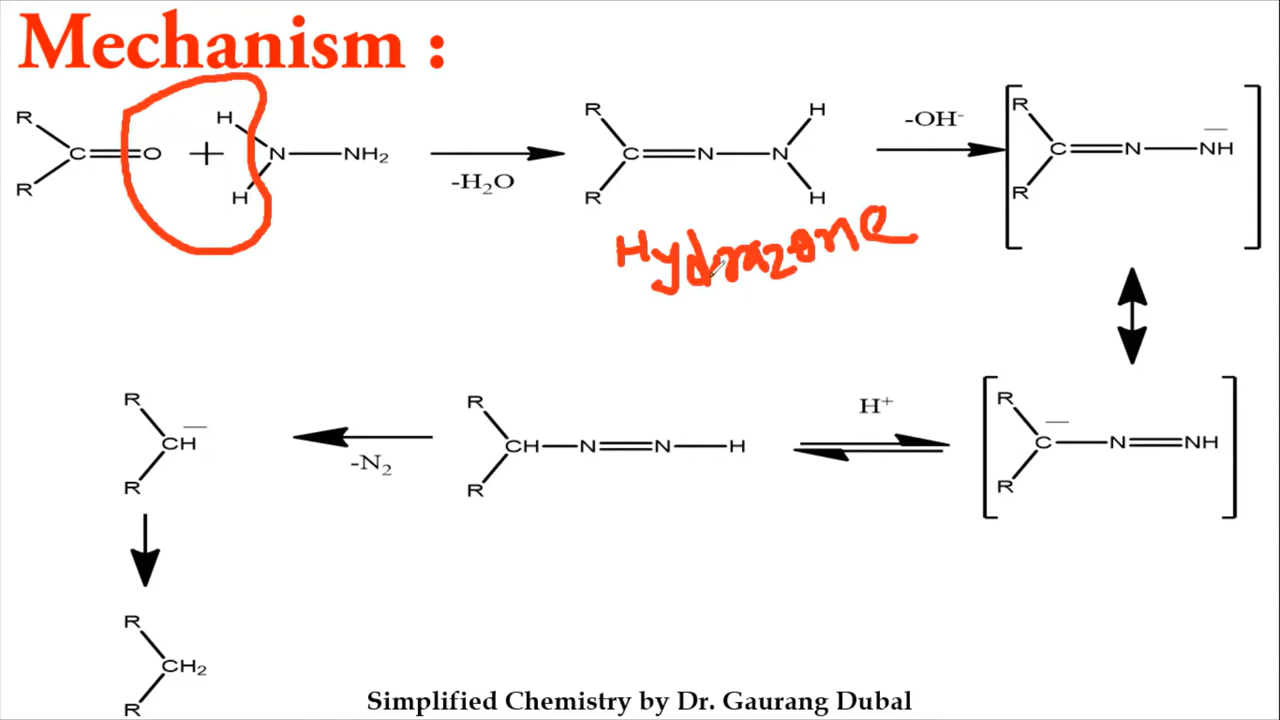 Mechanism :
R R C O + H H N NH₂ -H₂O R R C N N H H -OH⁻ R R C N NH⁻
Hydrazone
R R CH⁻ -N₂ R R CH N N H H⁺ R R C⁻ N NH
R R CH₂
Simplified Chemistry by Dr. Gaurang Dubal